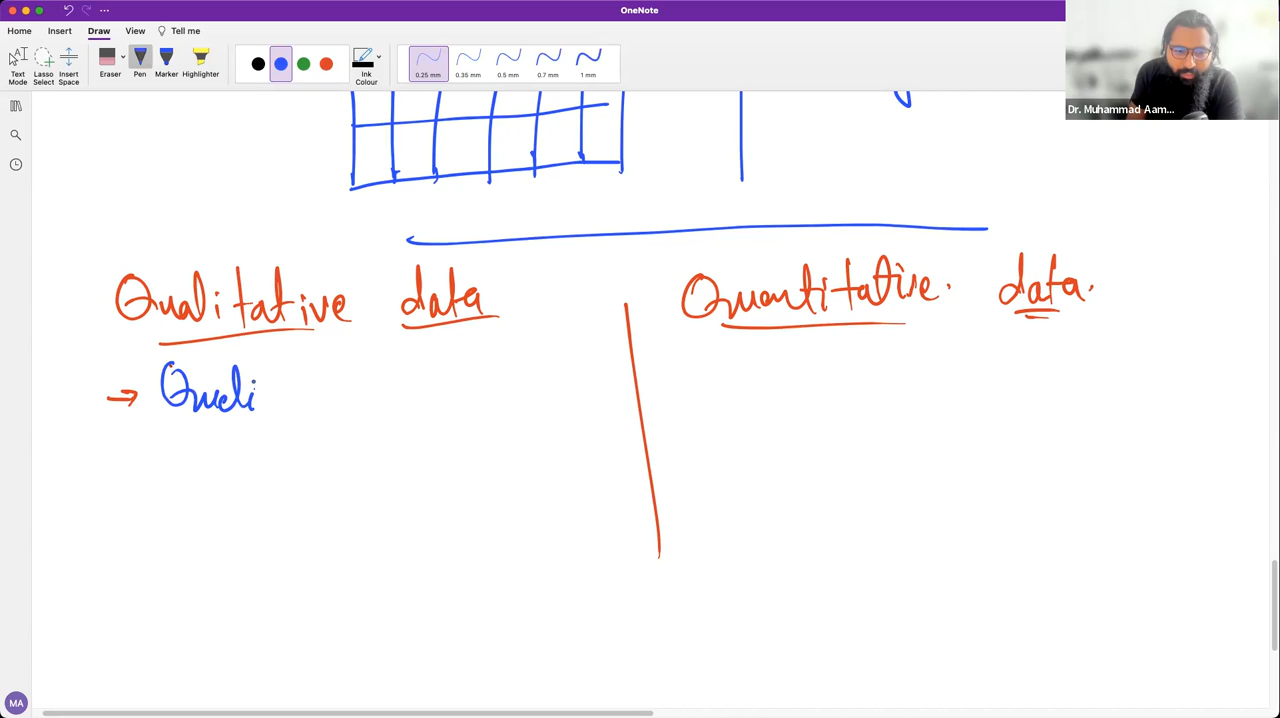 OneNote
Home Insert Draw View Tell me
Text Mode
Lasso Select
Insert Space
Eraser
Pen
Marker
Highlighter
Ink Colour
0.25 mm
0.35 mm
0.5 mm
0.7 mm
1 mm
Dr. Muhammad Aam...
Qualitative data
Quantitative. data.
→ Quali
MA